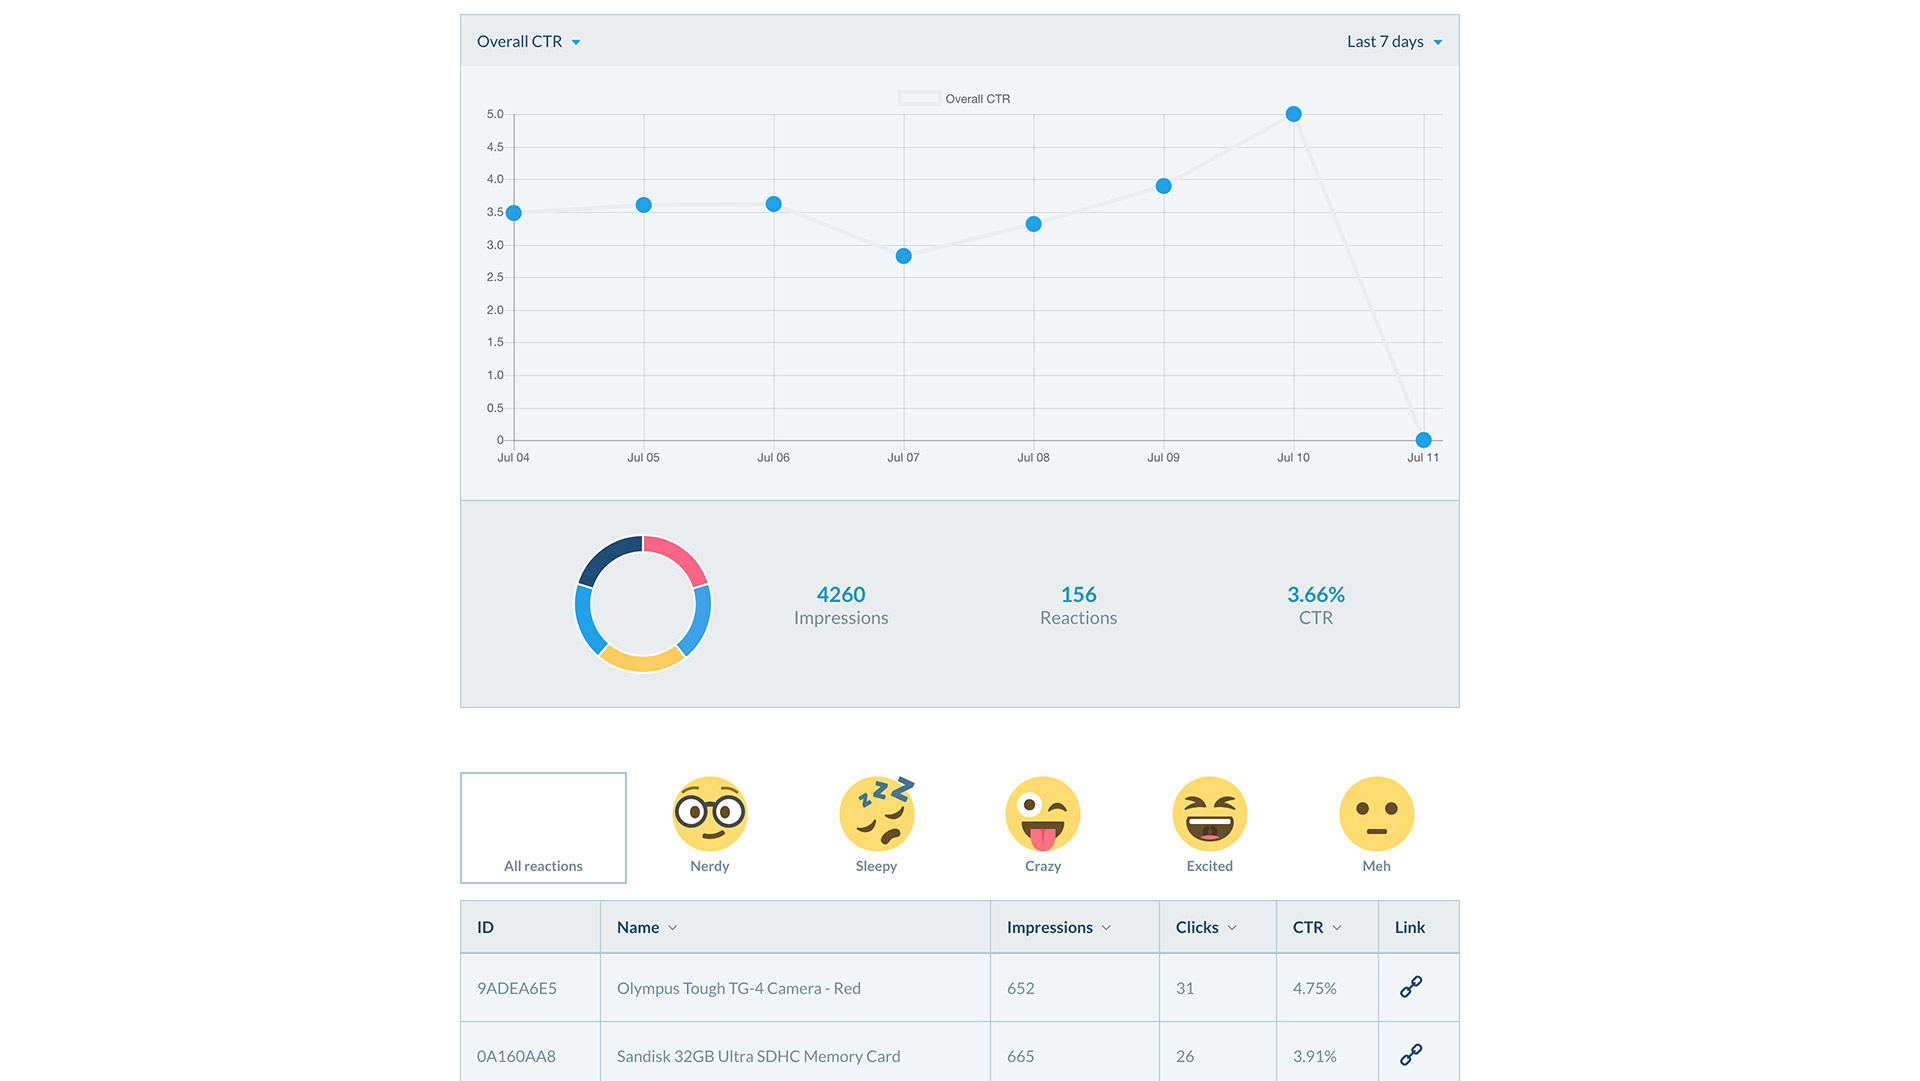 Overall CTR Last 7 days
Overall CTR
5.0
4.5
4.0
3.5
3.0
2.5
2.0
1.5
1.0
0.5
0
Jul 04 Jul 05 Jul 06 Jul 07 Jul 08 Jul 09 Jul 10 Jul 11
4260 156 3.66%
Impressions Reactions CTR
All reactions Nerdy Sleepy Crazy Excited Meh
ID Name Impressions Clicks CTR Link
9ADEA6E5 Olympus Tough TG-4 Camera - Red 652 31 4.75%
0A160AA8 Sandisk 32GB Ultra SDHC Memory Card 665 26 3.91%